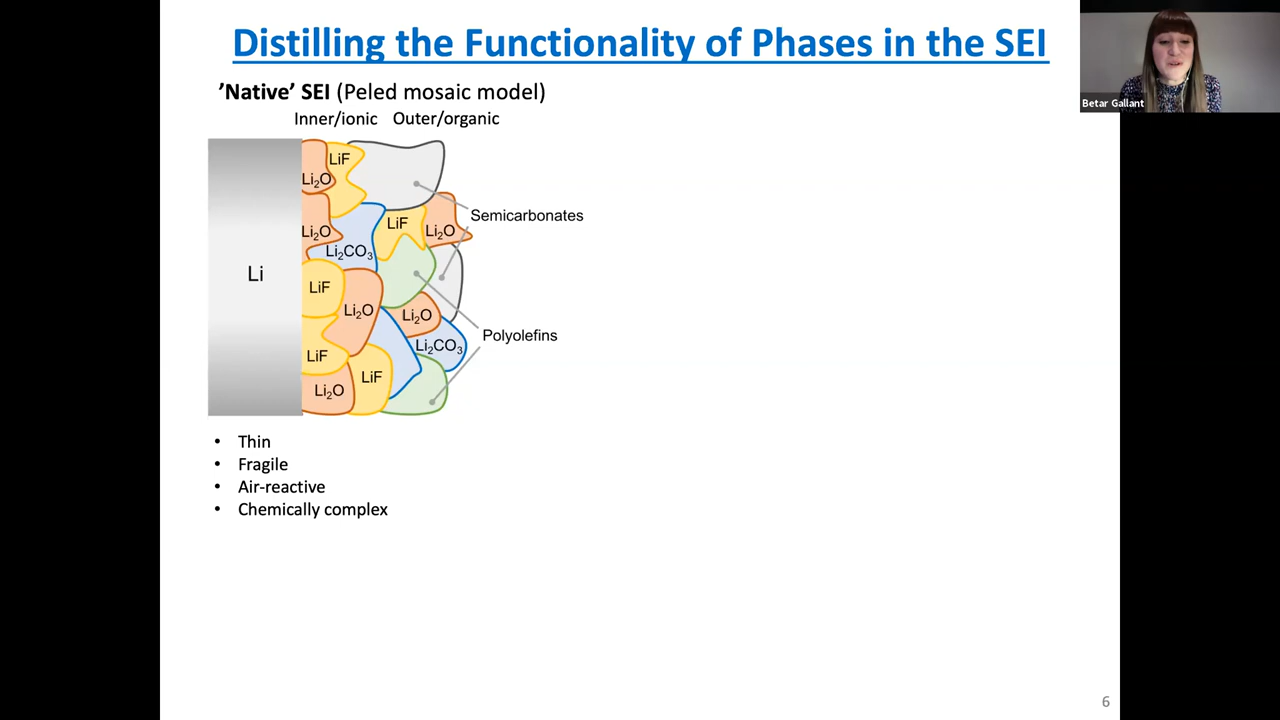 Distilling the Functionality of Phases in the SEI
Betar Gallant
’Native’ SEI (Peled mosaic model)
Inner/ionic Outer/organic
LiF
Li₂O
Semicarbonates
LiF
Li₂O
Li₂O
Li₂CO₃
Li
LiF
Li₂O
Li₂O
Polyolefins
Li₂CO₃
LiF
LiF
Li₂O
• Thin
• Fragile
• Air-reactive
• Chemically complex
6